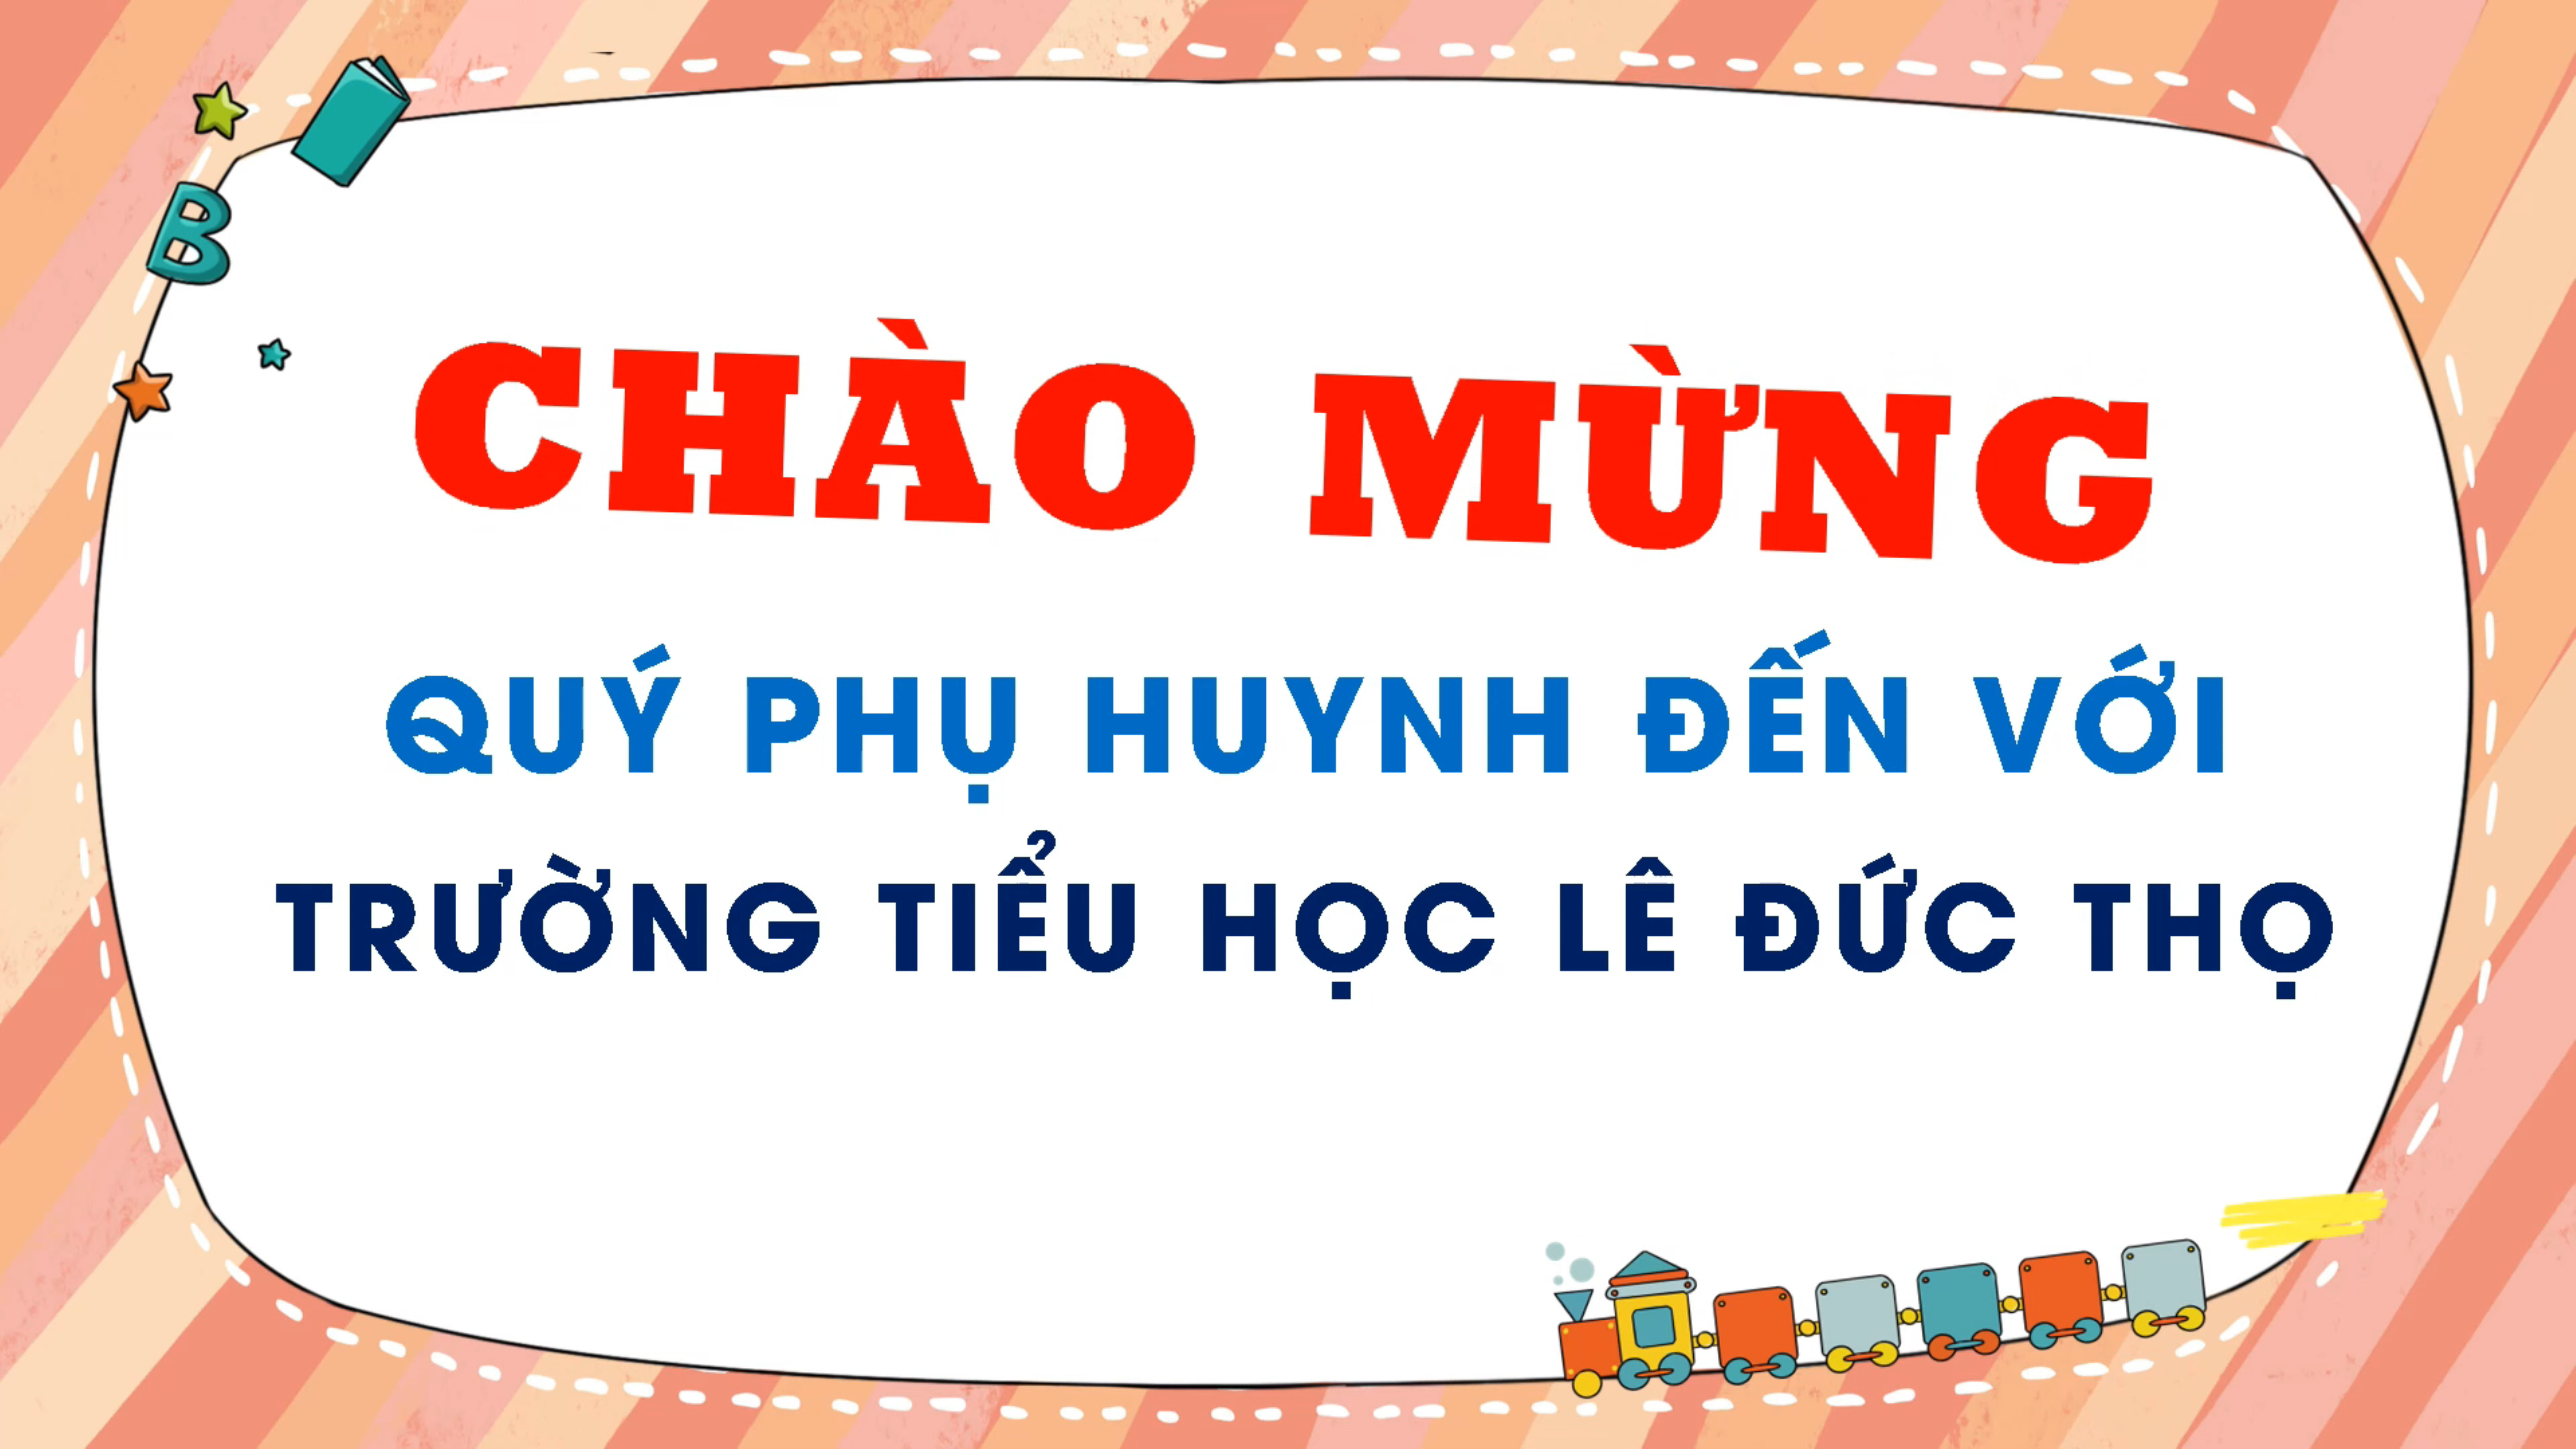 B
CHÀO MỪNG
QUÝ PHỤ HUYNH ĐẾN VỚI
TRƯỜNG TIỂU HỌC LÊ ĐỨC THỌ